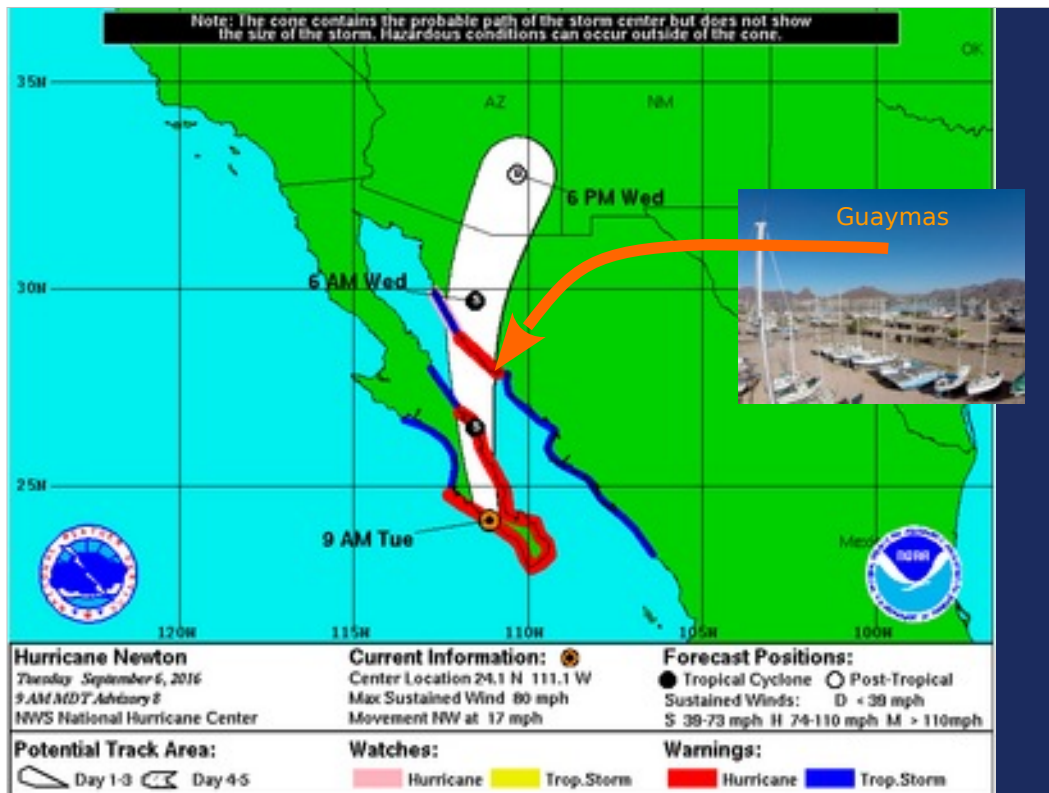 Note: The cone contains the probable path of the storm center but does not show
the size of the storm. Hazardous conditions can occur outside of the cone.
OK
35N
AZ
NM
6 PM Wed
Guaymas
6 AM Wed
30N
25N
9 AM Tue
NOAA
120W
115W
110W
105W
100W
Hurricane Newton
Tuesday September 6, 2016
9 AM MDT Advisory 8
NWS National Hurricane Center
Current Information:
Center Location 24.1 N 111.1 W
Max Sustained Wind 80 mph
Movement NW at 17 mph
Forecast Positions:
Tropical Cyclone Post-Tropical
Sustained Winds: D < 39 mph
S 39-73 mph H 74-110 mph M > 110mph
Potential Track Area:
Day 1-3 Day 4-5
Watches:
Hurricane Trop.Storm
Warnings:
Hurricane Trop.Storm